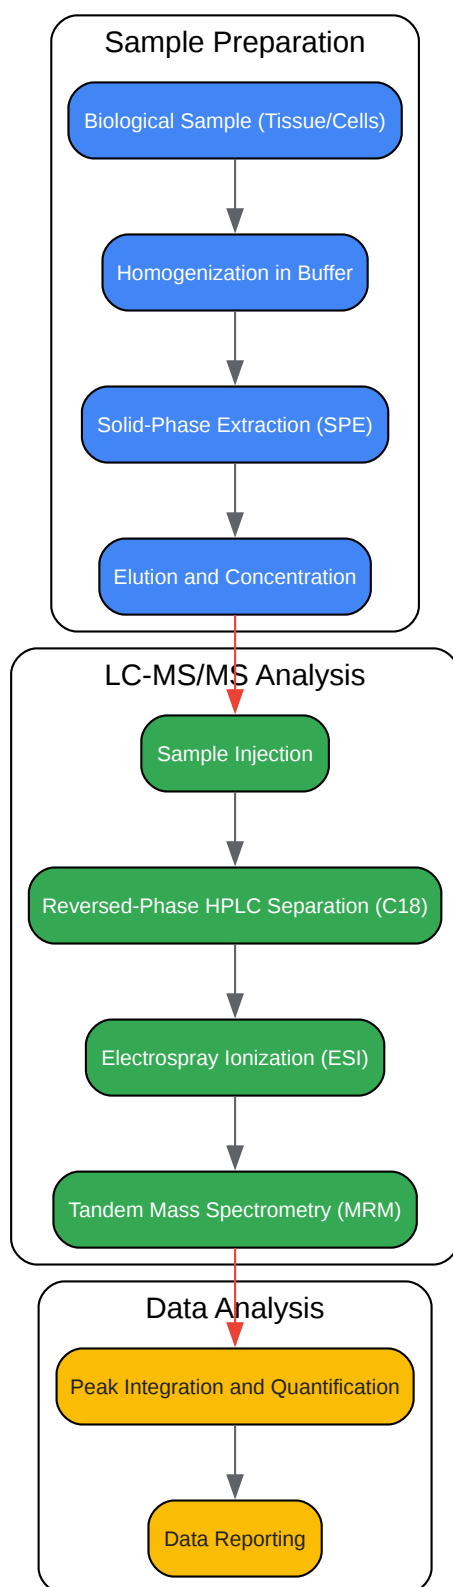 Sample Preparation
Biological Sample (Tissue/Cells)
Homogenization in Buffer
Solid-Phase Extraction (SPE)
Elution and Concentration
LC-MS/MS Analysis
Sample Injection
Reversed-Phase HPLC Separation (C18)
Electrospray Ionization (ESI)
Tandem Mass Spectrometry (MRM)
Data Analysis
Peak Integration and Quantification
Data Reporting